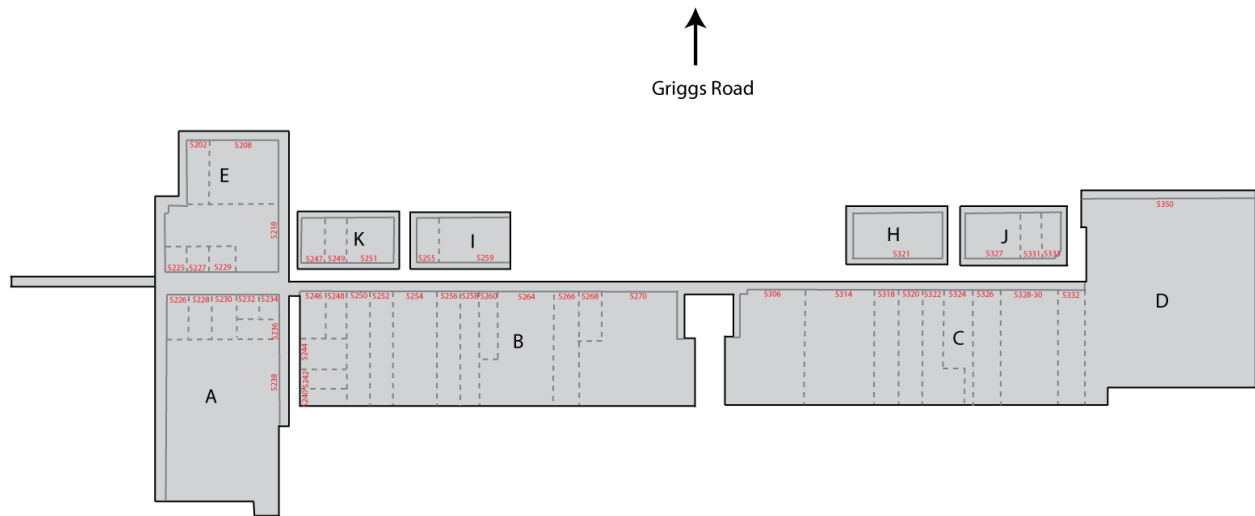 Griggs Road
5202 5208
E
5218
5225 5227 5229
K
5247 5249 5251
I
5255 5259
H
5321
J
5327 5331 5333
5350
D
5226 5228 5230 5232 5234
5236
5238
A
5246 5248 5250 5252 5254 5256 5258 5260 5264 5266 5268 5270
5244
5242
5240
B
5306 5314 5318 5320 5322 5324 5326 5328-30 5332
C